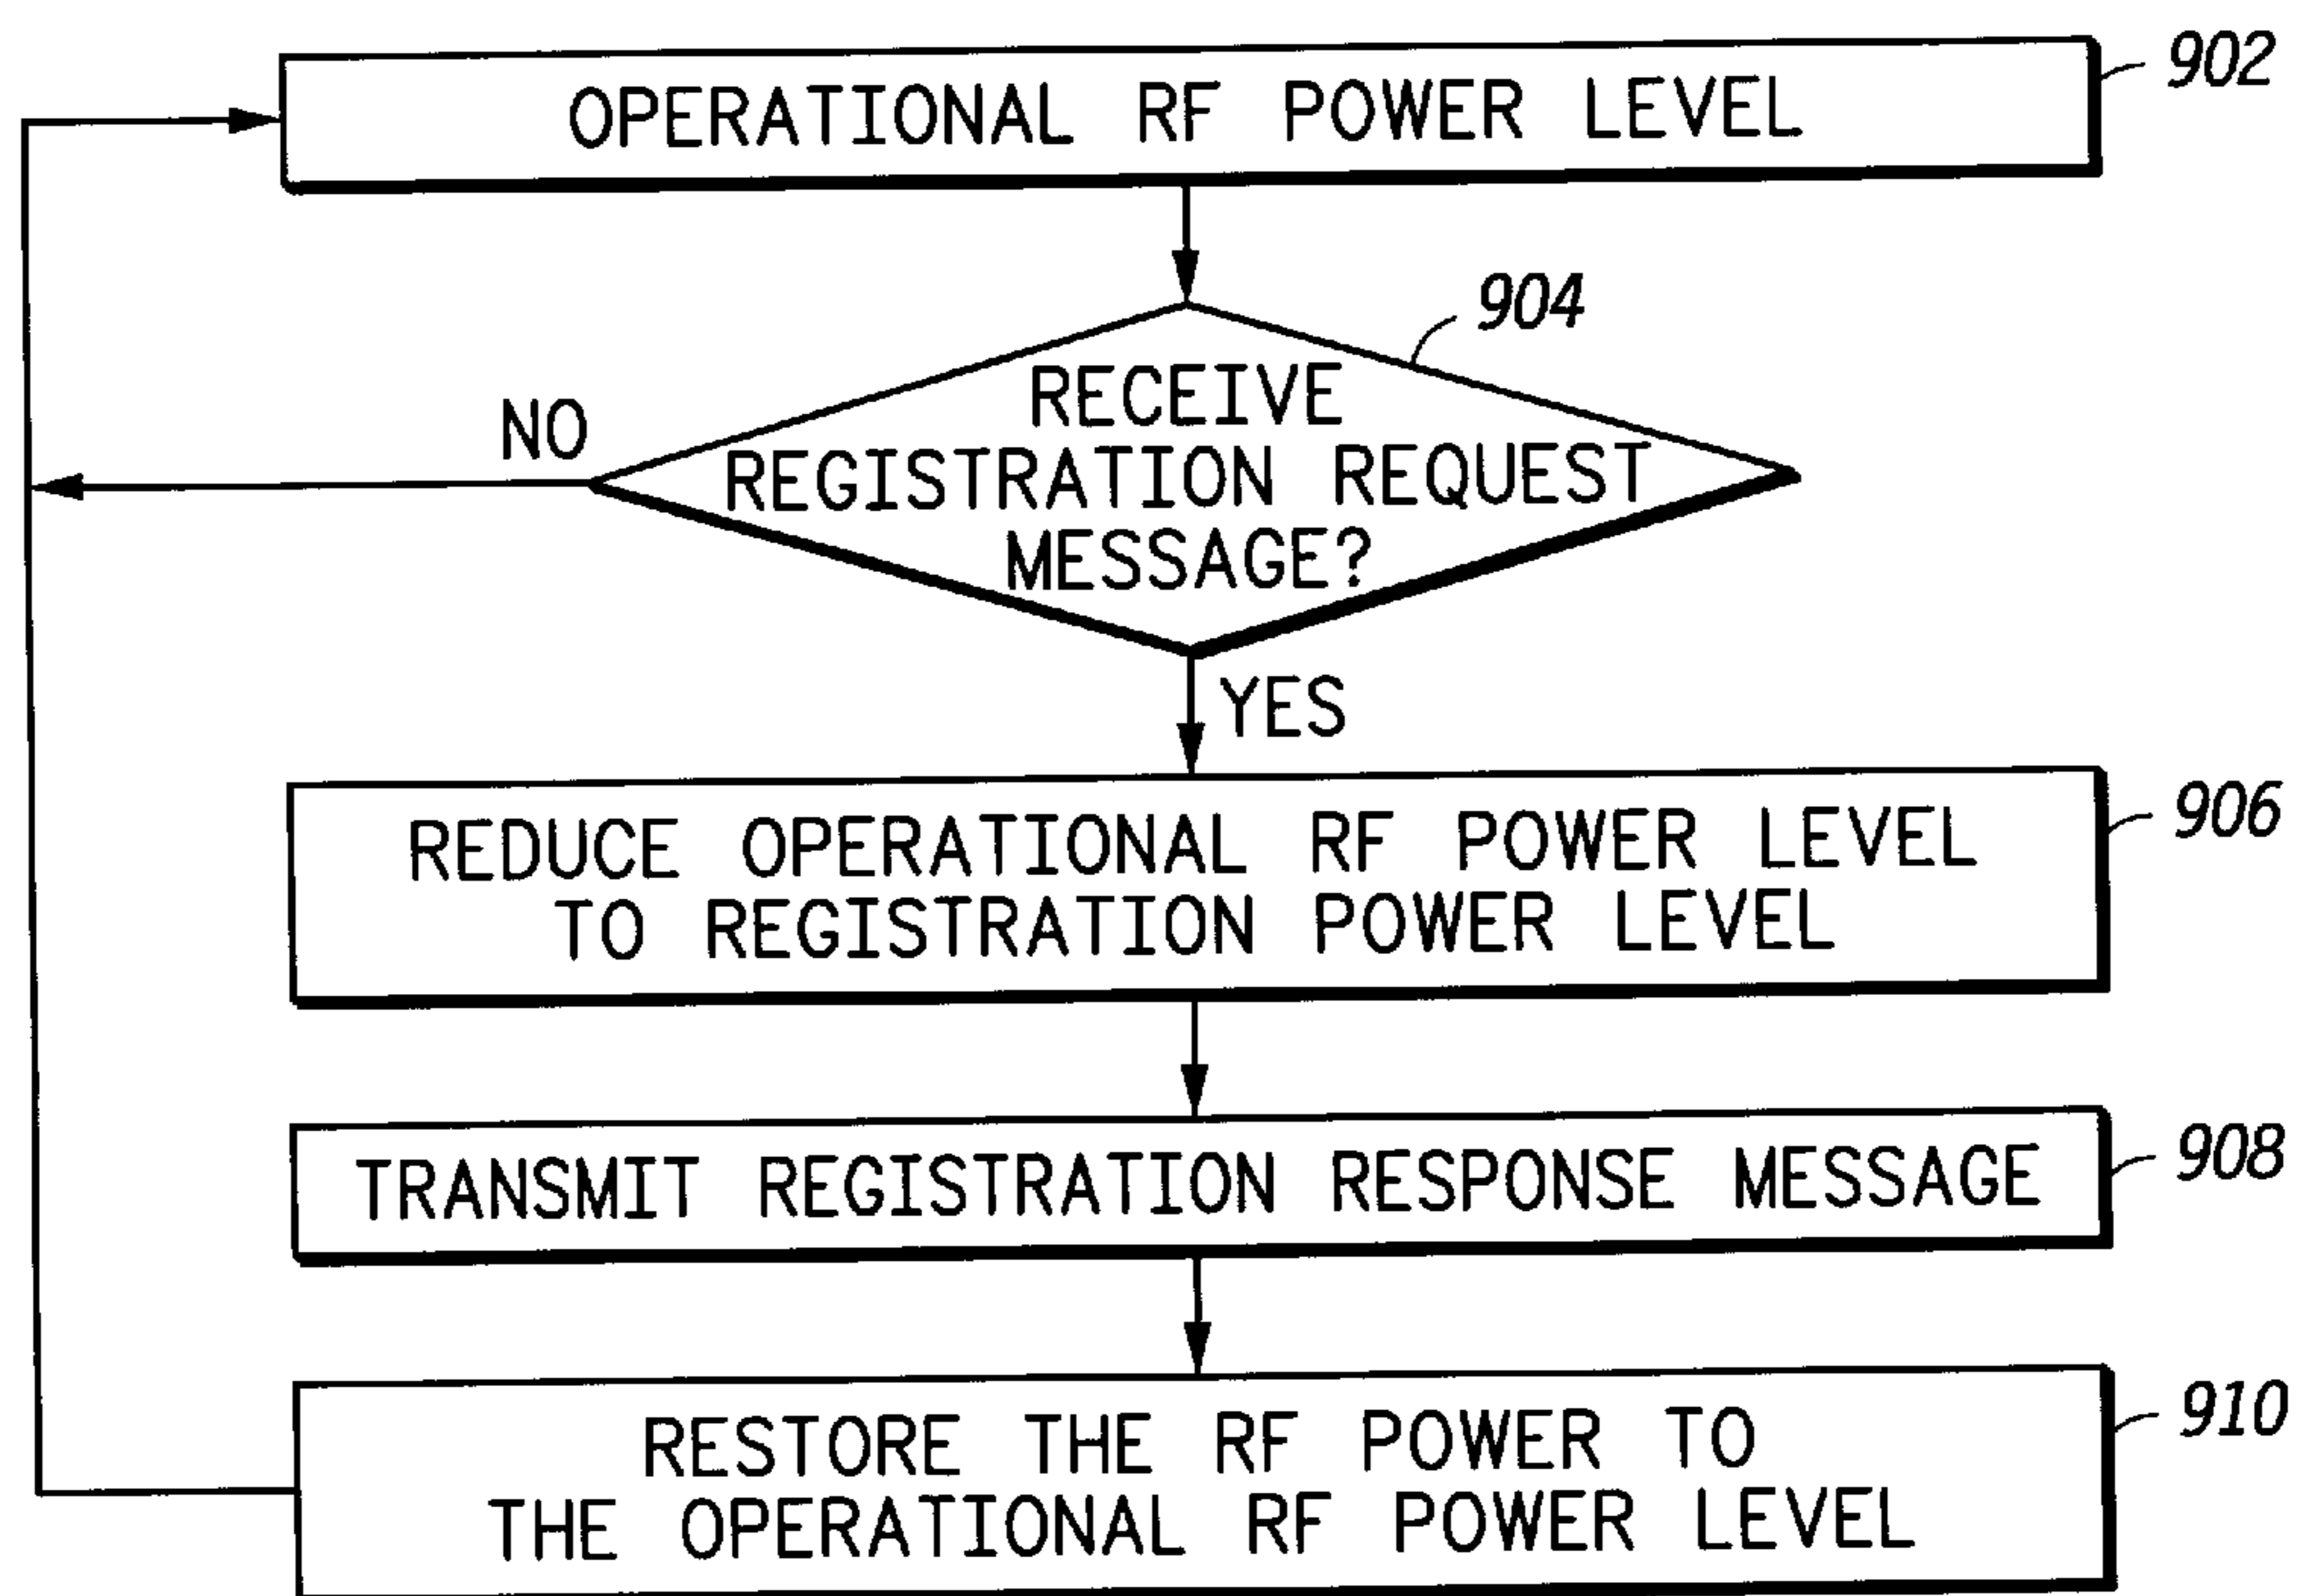 OPERATIONAL RF POWER LEVEL
902
904
RECEIVE
REGISTRATION REQUEST
MESSAGE?
NO
YES
REDUCE OPERATIONAL RF POWER LEVEL
TO REGISTRATION POWER LEVEL
906
TRANSMIT REGISTRATION RESPONSE MESSAGE
908
RESTORE THE RF POWER TO
THE OPERATIONAL RF POWER LEVEL
910